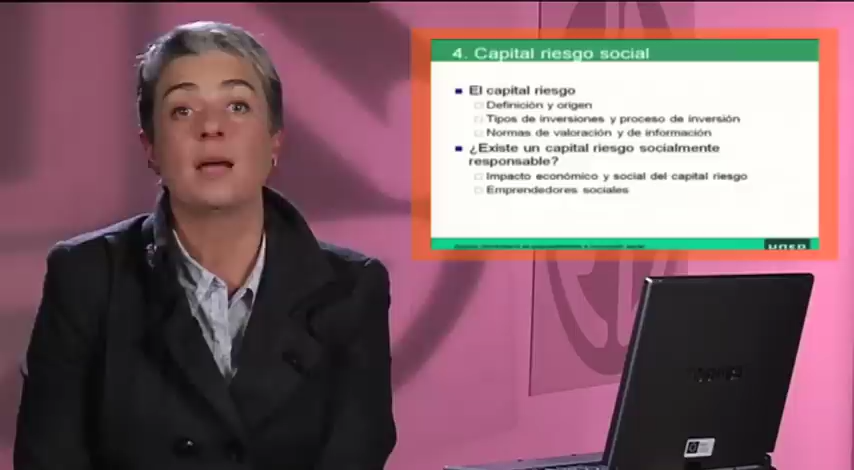 4. Capital riesgo social
El capital riesgo
Definición y origen
Tipos de inversiones y proceso de inversión
Normas de valoración y de información
¿Existe un capital riesgo socialmente
responsable?
Impacto económico y social del capital riesgo
Emprendedores sociales
UNED